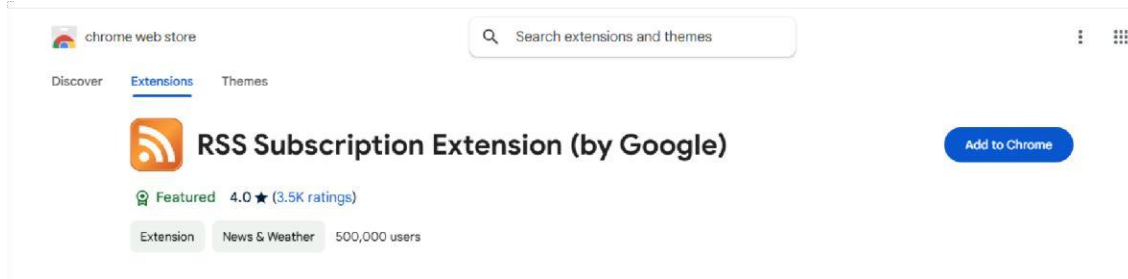 chrome web store
Search extensions and themes
Discover Extensions Themes
RSS Subscription Extension (by Google)
Add to Chrome
Featured 4.0 ★ (3.5K ratings)
Extension News & Weather 500,000 users